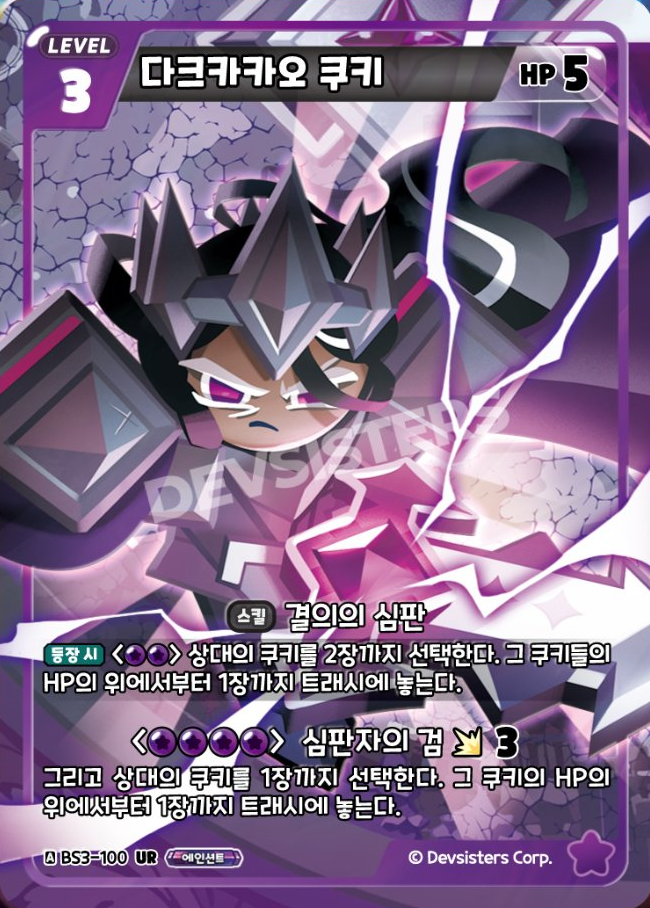 LEVEL
3
다크카카오 쿠키
HP 5
DEVSISTERS
스킬 결의의 심판
등장 시 < > 상대의 쿠키를 2장까지 선택한다. 그 쿠키들의
HP의 위에서부터 1장까지 트래시에 놓는다.
< > 심판자의 검 3
그리고 상대의 쿠키를 1장까지 선택한다. 그 쿠키의 HP의
위에서부터 1장까지 트래시에 놓는다.
A BS3-100 UR 에인션트
© Devsisters Corp.